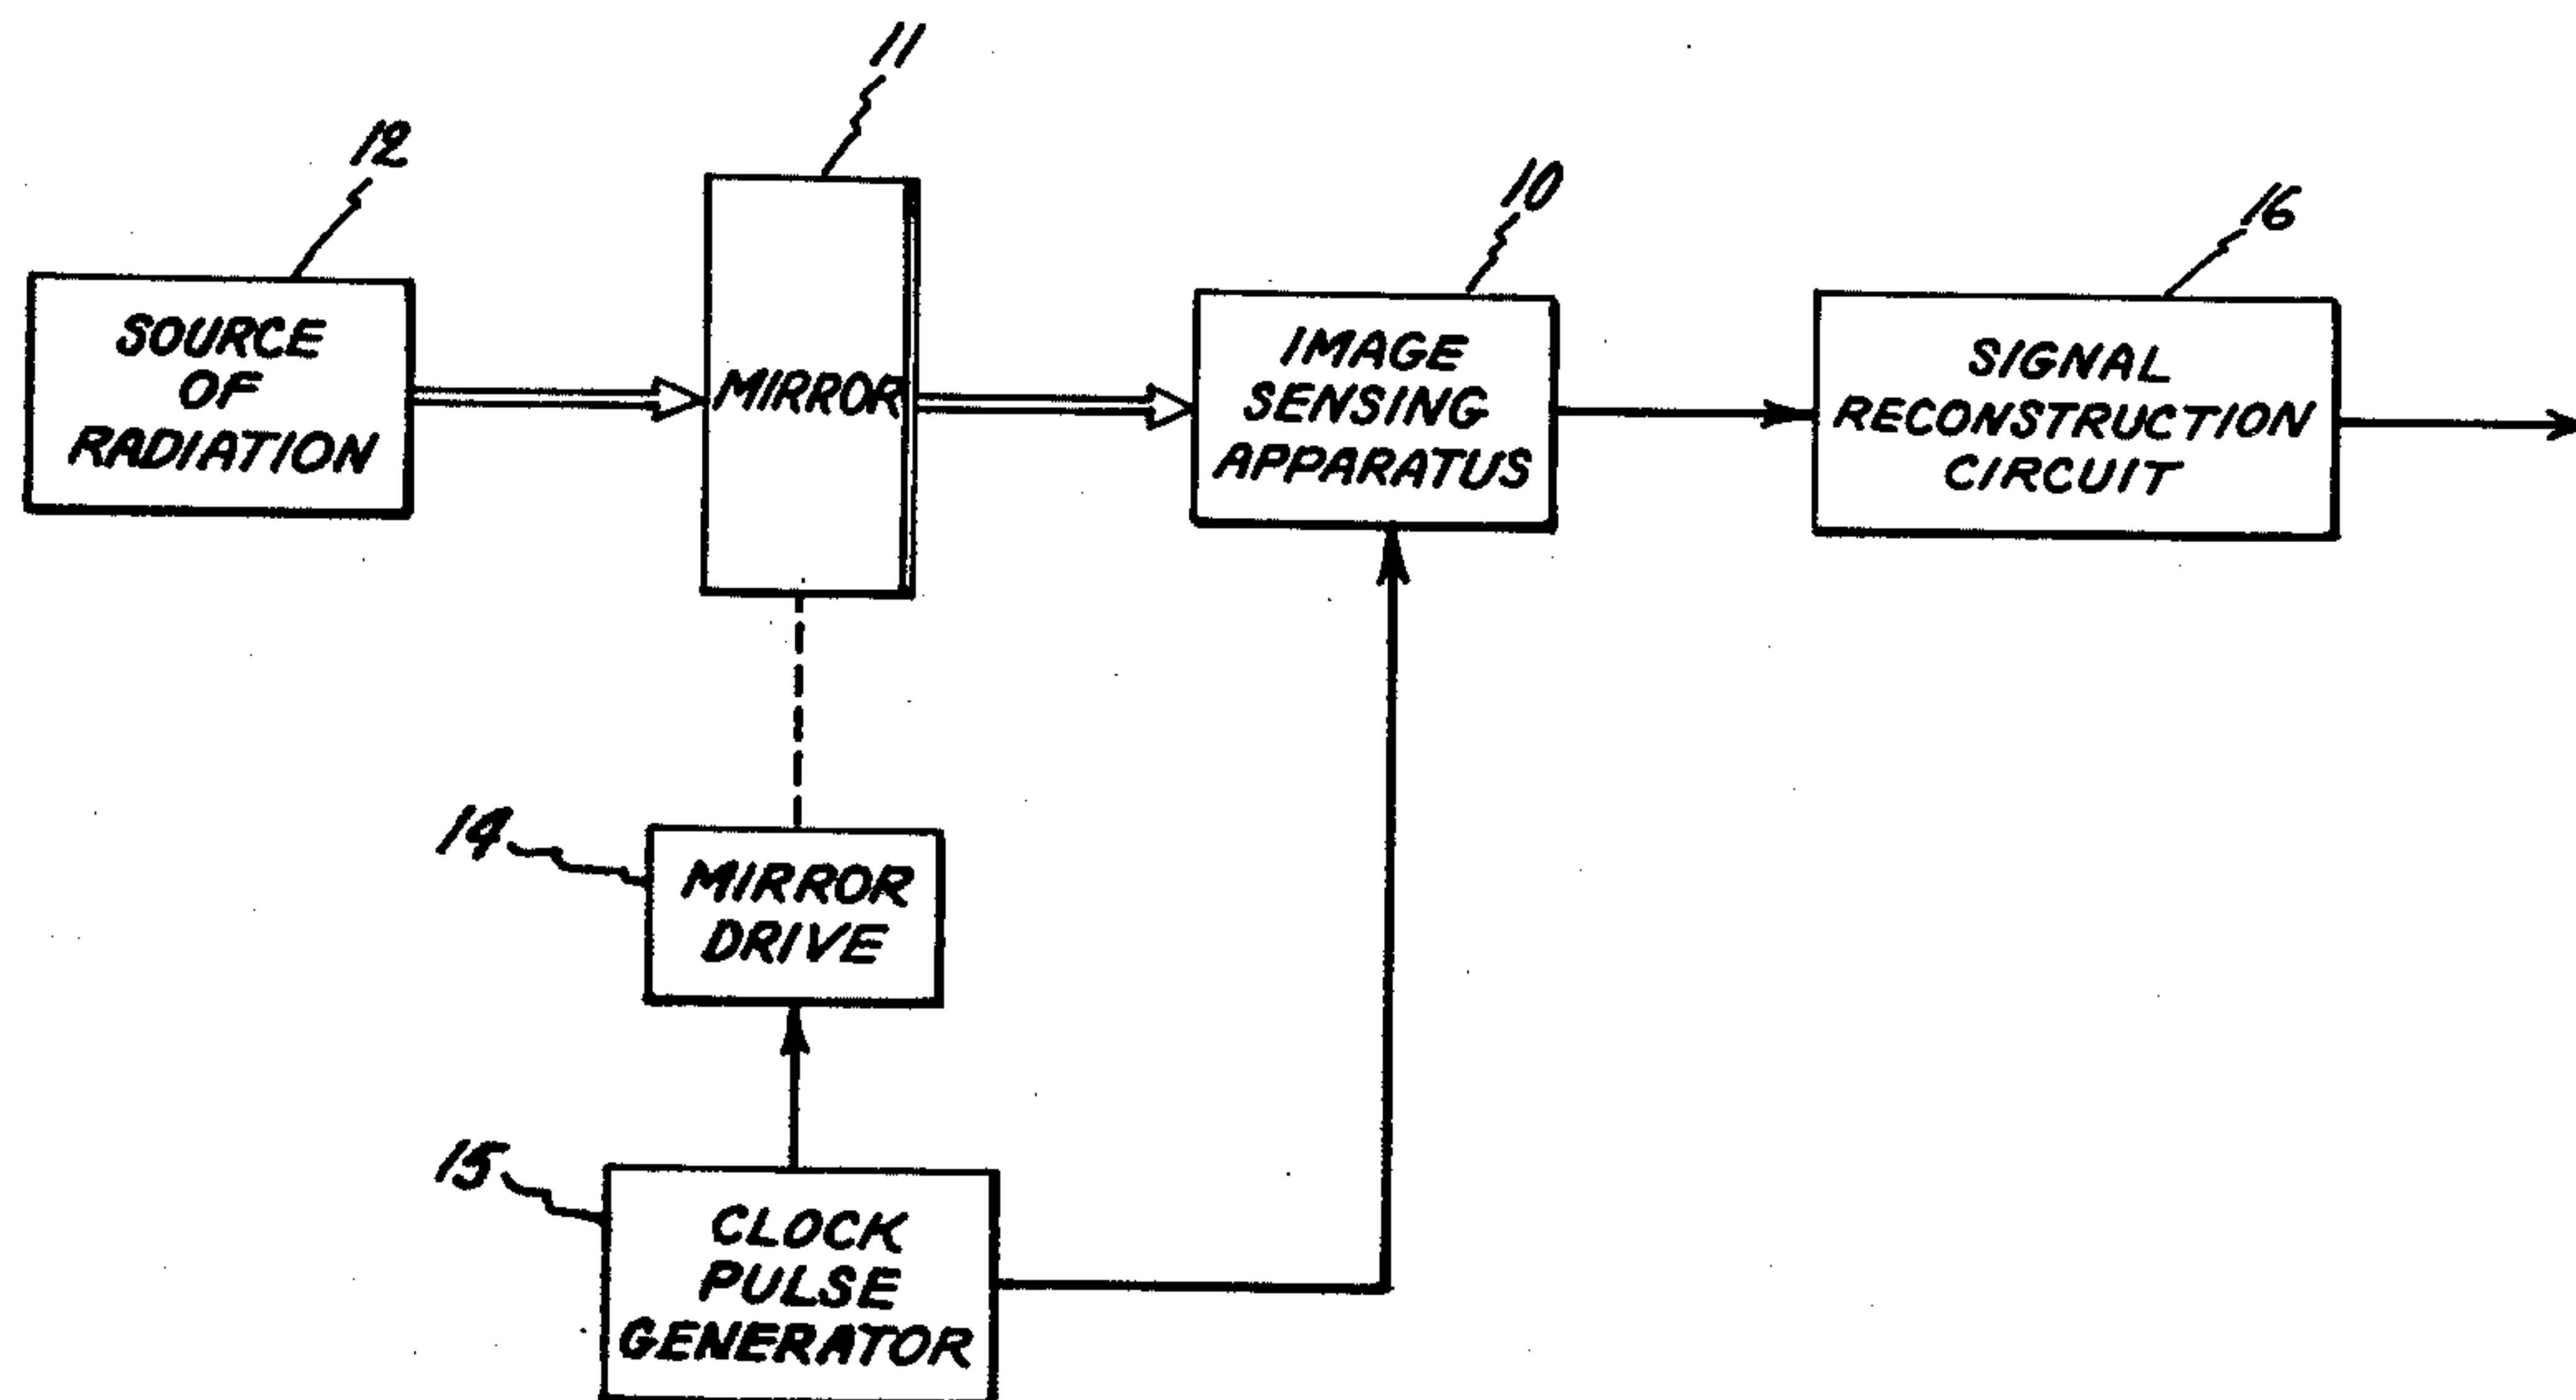 11
12
10
16
SOURCE
OF
RADIATION
MIRROR
IMAGE
SENSING
APPARATUS
SIGNAL
RECONSTRUCTION
CIRCUIT
14
MIRROR
DRIVE
15
CLOCK
PULSE
GENERATOR